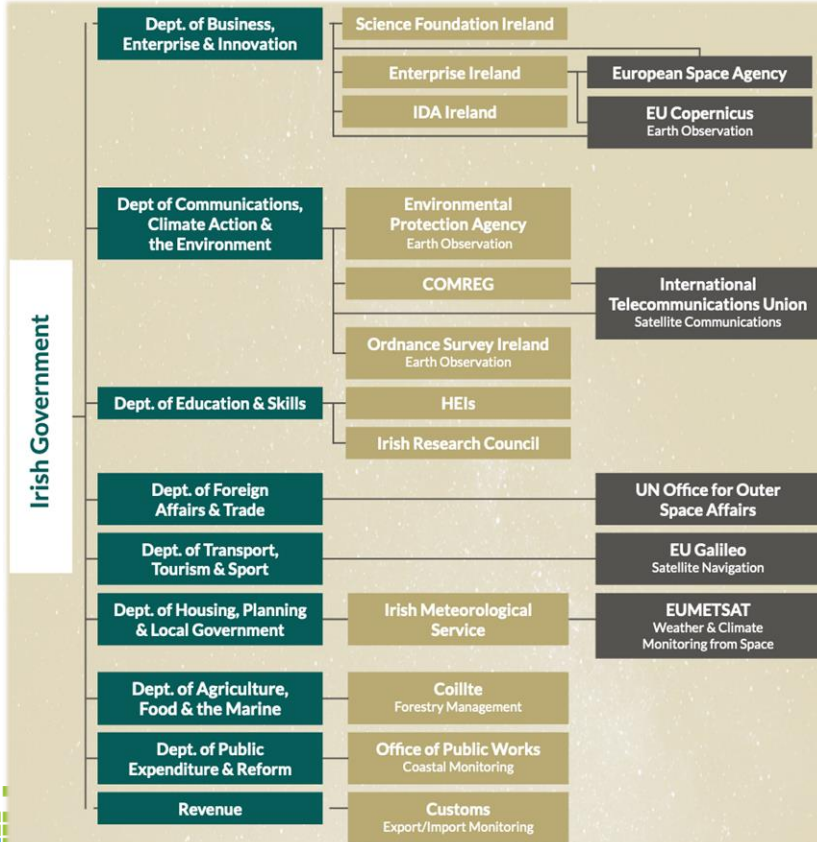 Irish Government
Dept. of Business,
Enterprise & Innovation
Science Foundation Ireland
Enterprise Ireland
European Space Agency
IDA Ireland
EU Copernicus
Earth Observation
Dept of Communications,
Climate Action &
the Environment
Environmental
Protection Agency
Earth Observation
COMREG
International
Telecommunications Union
Satellite Communications
Ordnance Survey Ireland
Earth Observation
Dept. of Education & Skills
HEIs
Irish Research Council
Dept. of Foreign
Affairs & Trade
UN Office for Outer
Space Affairs
Dept. of Transport,
Tourism & Sport
EU Galileo
Satellite Navigation
Dept. of Housing, Planning
& Local Government
Irish Meteorological
Service
EUMETSAT
Weather & Climate
Monitoring from Space
Dept. of Agriculture,
Food & the Marine
Coillte
Forestry Management
Dept. of Public
Expenditure & Reform
Office of Public Works
Coastal Monitoring
Revenue
Customs
Export/Import Monitoring